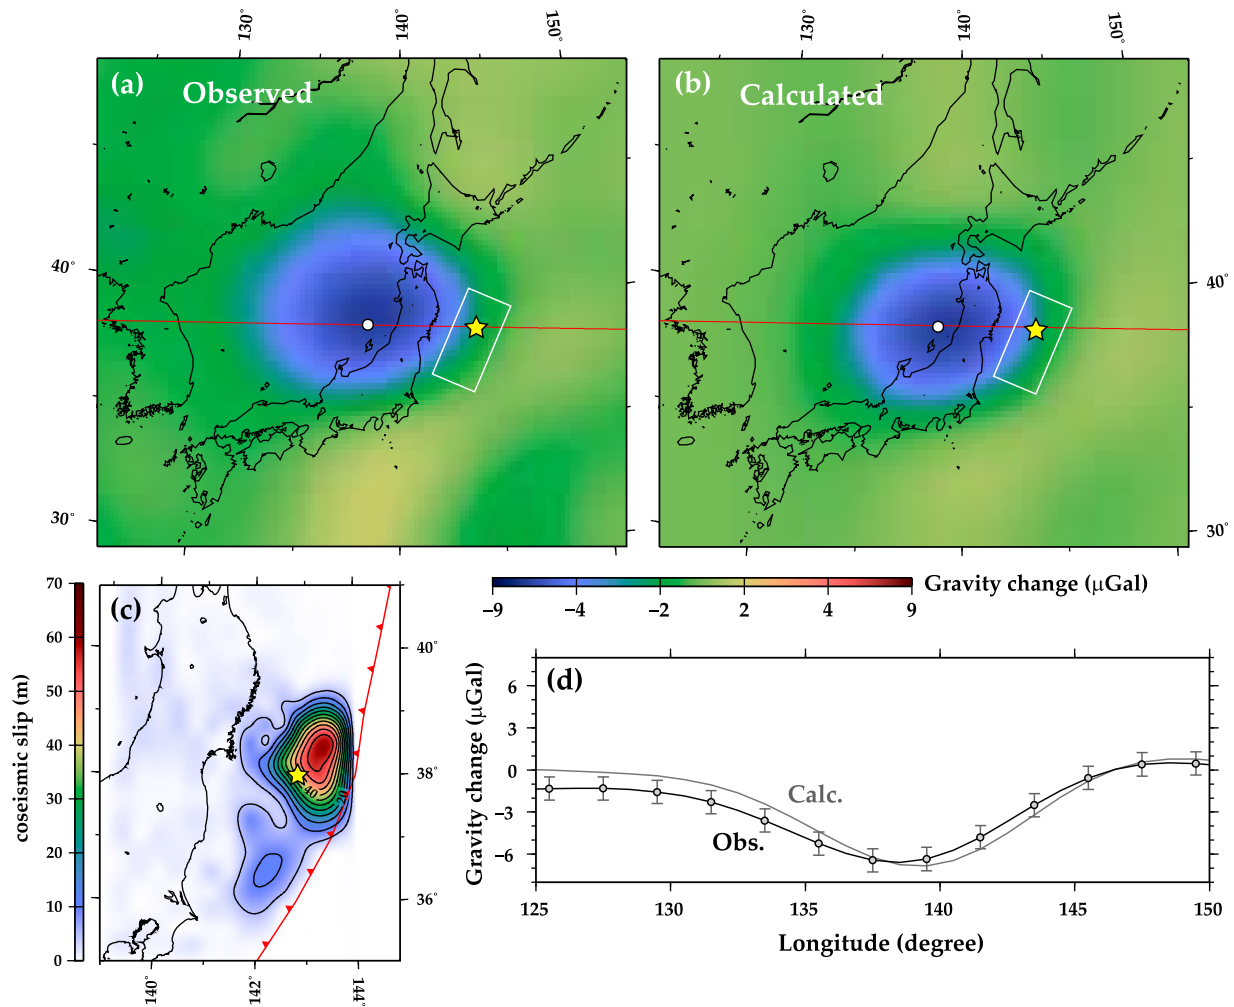 130° 140° 150° 130° 140° 150°
(a) Observed (b) Calculated
40° 40°
30° 30°
−9 −4 −2 2 4 9 Gravity change (μGal)
(c)
coseismic slip (m)
70
60
50
40
30
20
10
0
40°
38°
36°
140° 142° 144°
40
20
(d)
Gravity change (μGal)
6
3
0
−3
−6
Calc.
Obs.
125 130 135 140 145 150
Longitude (degree)